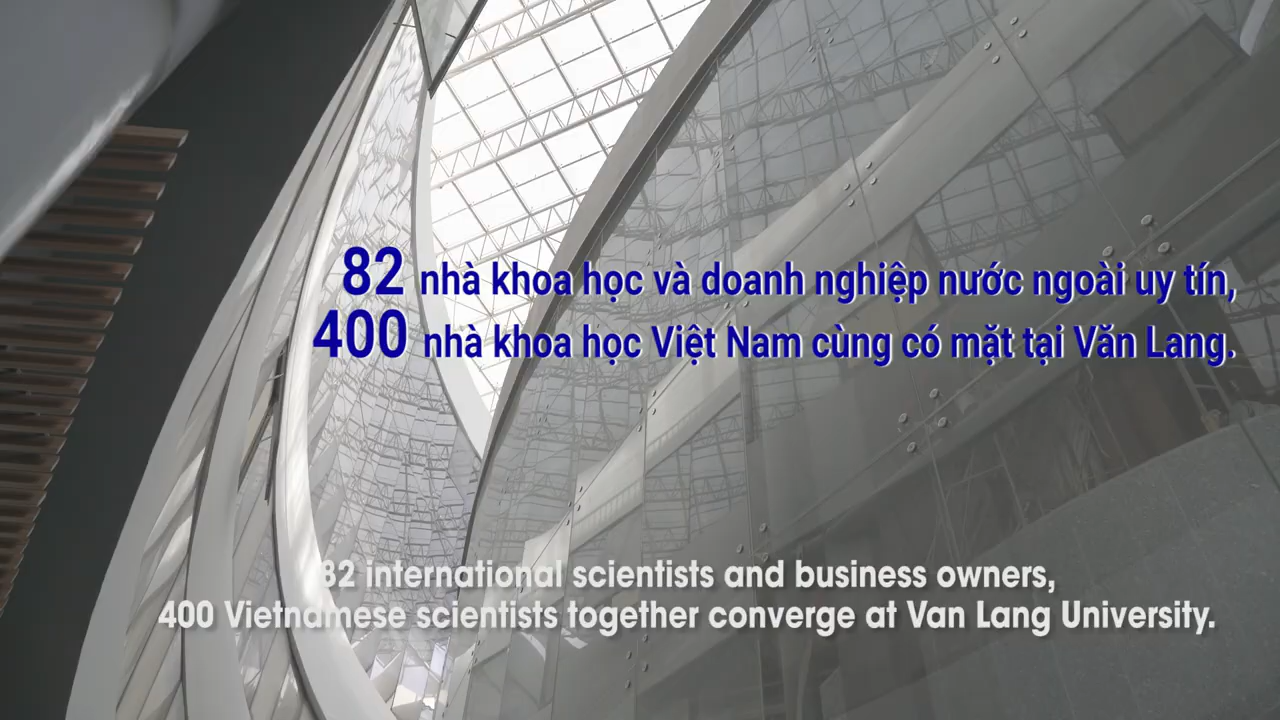 82 nhà khoa học và doanh nghiệp nước ngoài uy tín,
400 nhà khoa học Việt Nam cùng có mặt tại Văn Lang.
82 international scientists and business owners,
400 Vietnamese scientists together converge at Van Lang University.